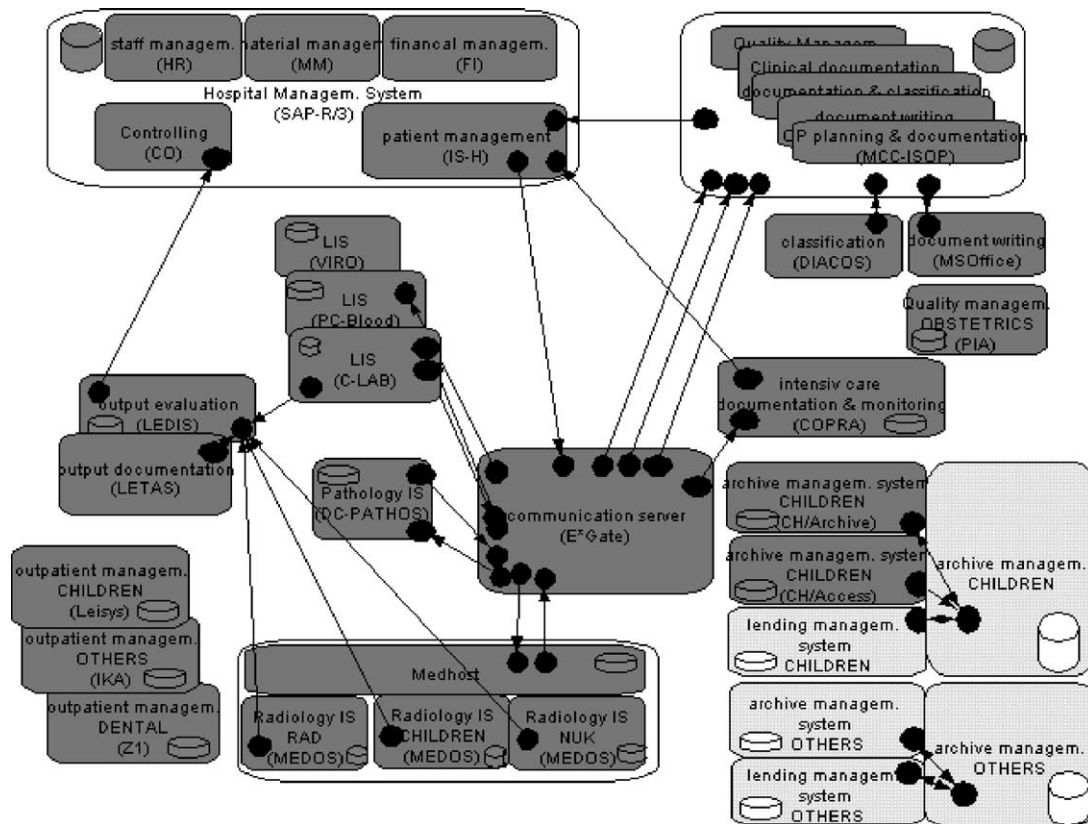 staff managem.
(HR)
material managem
(MM)
financal managem.
(FI)
Hospital Managem. System
(SAP-R/3)
Controlling
(CO)
patient management
(IS-H)
Quality Managem
Clinical documentation
documentation & classification
document writing
OP planning & documentation
(MCC-ISOP)
classification
(DIACOS)
document writing
(MSOffice)
Quality managem.
OBSTETRICS
(PIA)
LIS
(VIRO)
LIS
(PC-Blood)
LIS
(C-LAB)
output evaluation
(LEDIS)
output documentation
(LETAS)
intensiv care
documentation & monitoring
(COPRA)
Pathology IS
(DC-PATHOS)
communication server
(E*Gate)
archive managem. system
CHILDREN
(CH/Archive)
archive managem. system
CHILDREN
(CH/Access)
lending managem.
system
CHILDREN
archive managem.
CHILDREN
outpatient managem.
CHILDREN
(Leisys)
outpatient managem.
OTHERS
(IKA)
outpatient managem.
DENTAL
(Z1)
Medhost
Radiology IS
RAD
(MEDOS)
Radiology IS
CHILDREN
(MEDOS)
Radiology IS
NUK
(MEDOS)
archive managem.
system
OTHERS
lending managem.
system
OTHERS
archive managem.
OTHERS